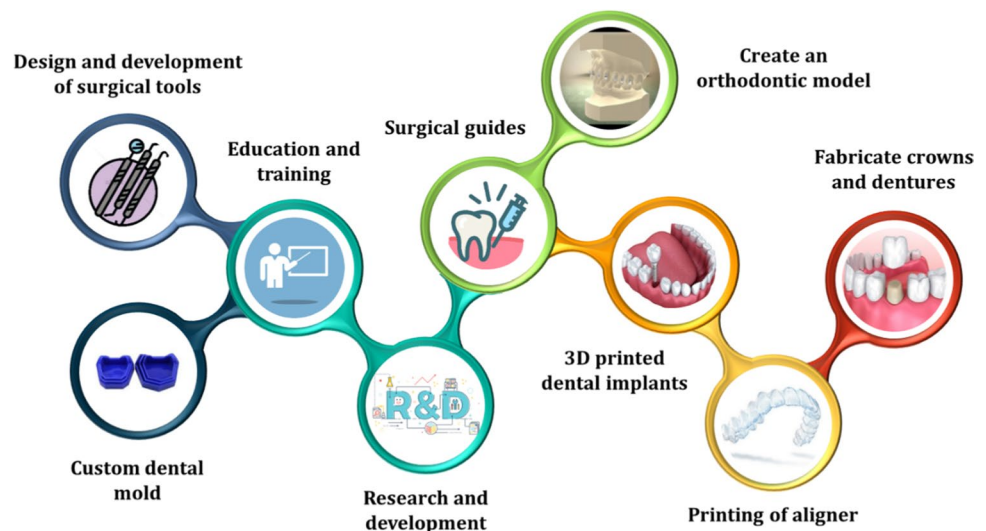 Design and development
of surgical tools
Education and
training
Custom dental
mold
R&D
Research and
development
Surgical guides
Create an
orthodontic model
3D printed
dental implants
Fabricate crowns
and dentures
Printing of aligner